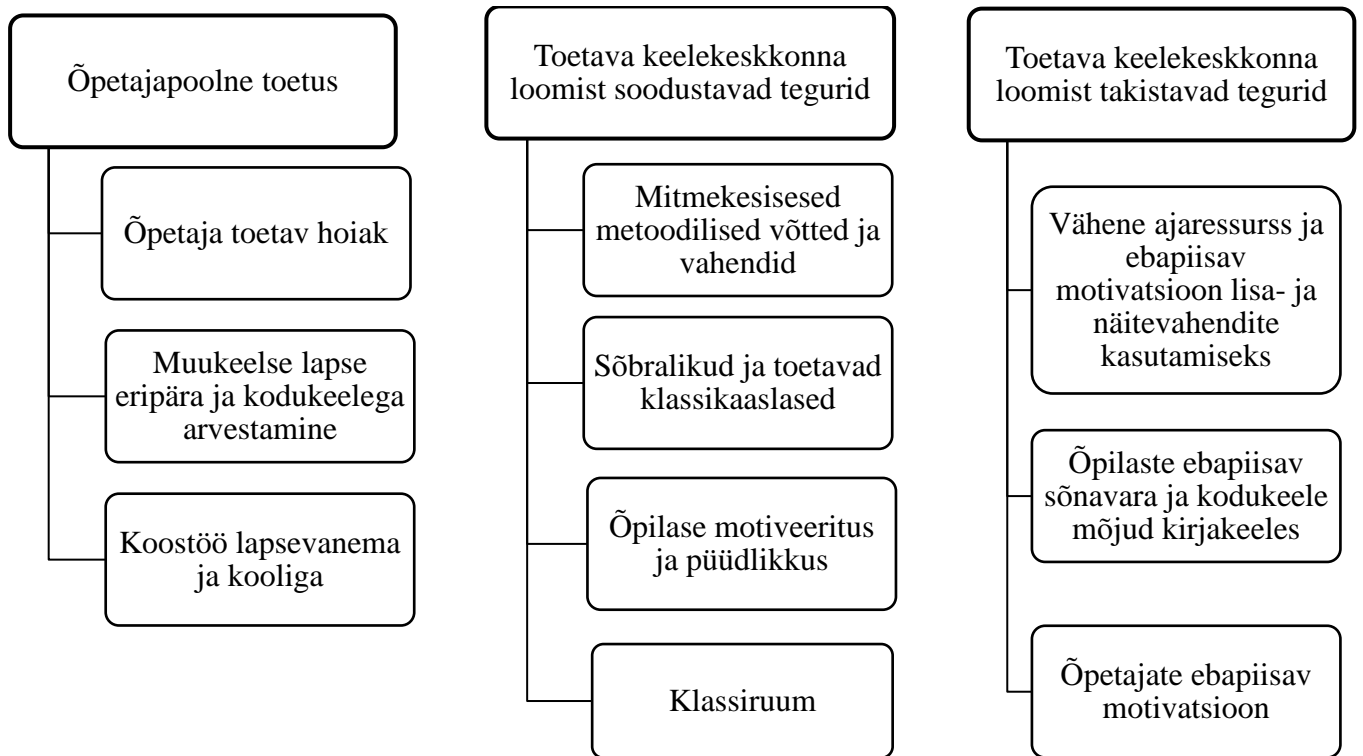 Õpetajapoolne toetus
Õpetaja toetav hoiak
Muukeelse lapse
eripära ja kodukeelega
arvestamine
Koostöö lapsevanema
ja kooliga
Toetava keelekeskkonna
loomist soodustavad tegurid
Mitmekesisesed
metoodilised võtted ja
vahendid
Sõbralikud ja toetavad
klassikaaslased
Õpilase motiveeritus
ja püüdlikkus
Klassiruum
Toetava keelekeskkonna
loomist takistavad tegurid
Vähene ajaressurss ja
ebapiisav
motivatsioon lisa- ja
näitevahendite
kasutamiseks
Õpilaste ebapiisav
sõnavara ja kodukeele
mõjud kirjakeeles
Õpetajate ebapiisav
motivatsioon